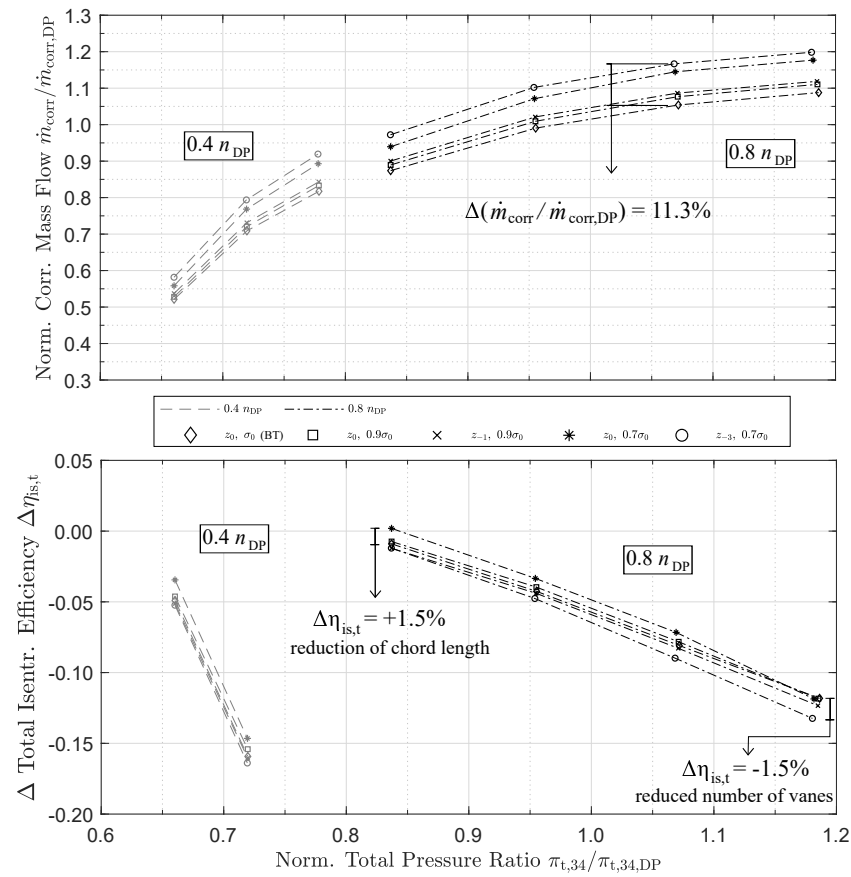 1.3
1.2
1.1
1.0
0.9
0.8
0.7
0.6
0.5
0.4
0.3
Norm. Corr. Mass Flow ṁcorr/ṁcorr,DP
0.4 nDP
0.8 nDP
Δ(ṁcorr/ṁcorr,DP) = 11.3%
0.4 nDP 0.8 nDP
z0, σ0 (BT) z0, 0.9σ0 z−1, 0.9σ0 z0, 0.7σ0 z−3, 0.7σ0
0.05
0.00
-0.05
-0.10
-0.15
-0.20
Δ Total Isentr. Efficiency Δηis,t
0.4 nDP
0.8 nDP
Δηis,t = +1.5%
reduction of chord length
Δηis,t = -1.5%
reduced number of vanes
0.6 0.7 0.8 0.9 1.0 1.1 1.2
Norm. Total Pressure Ratio πt,34/πt,34,DP